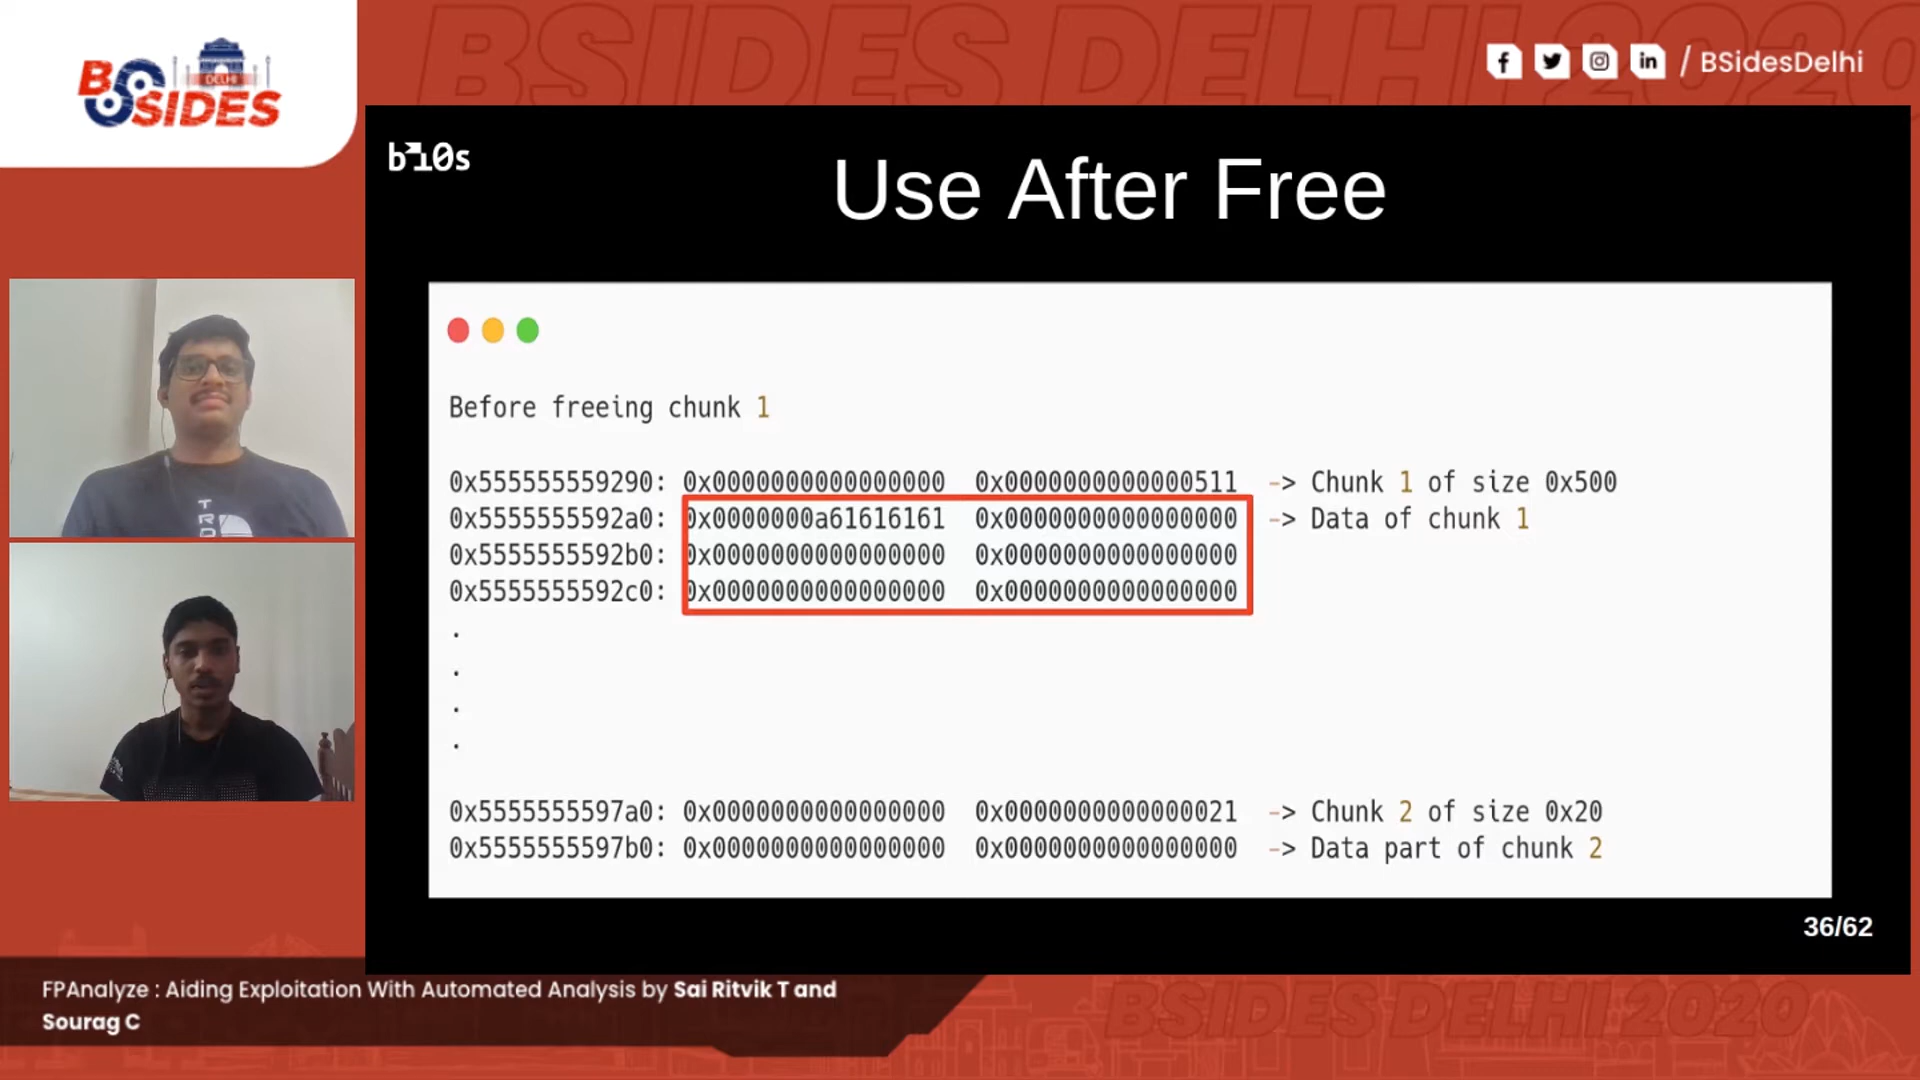 BSIDES DELHI 2020
B SIDES
DELHI
/ BSidesDelhi
bi0s
Use After Free
Before freeing chunk 1
0x555555559290: 0x0000000000000000 0x0000000000000511 -> Chunk 1 of size 0x500
0x5555555592a0: 0x0000000a61616161 0x0000000000000000 -> Data of chunk 1
0x5555555592b0: 0x0000000000000000 0x0000000000000000
0x5555555592c0: 0x0000000000000000 0x0000000000000000
.
.
.
.
0x5555555597a0: 0x0000000000000000 0x0000000000000021 -> Chunk 2 of size 0x20
0x5555555597b0: 0x0000000000000000 0x0000000000000000 -> Data part of chunk 2
36/62
FPAnalyze : Aiding Exploitation With Automated Analysis by Sai Ritvik T and
Sourag C
BSIDES DELHI 2020